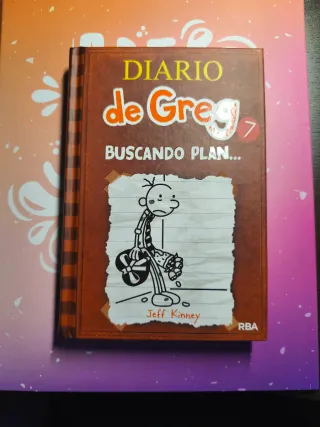 DIARIO
de Greg 7
BUSCANDO PLAN...
Jeff Kinney
RBA